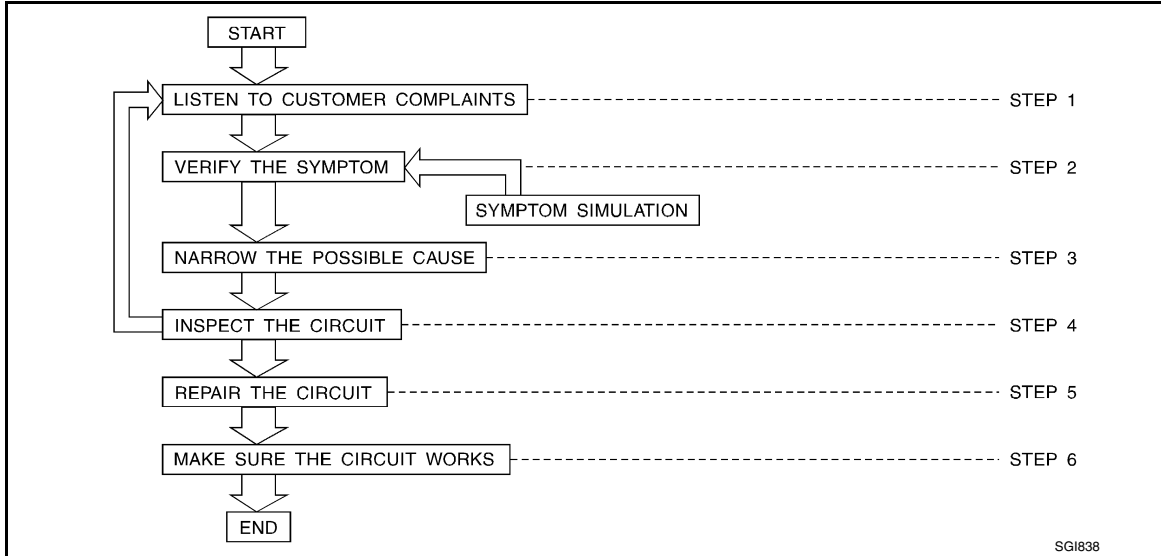 START
LISTEN TO CUSTOMER COMPLAINTS STEP 1
VERIFY THE SYMPTOM STEP 2
SYMPTOM SIMULATION
NARROW THE POSSIBLE CAUSE STEP 3
INSPECT THE CIRCUIT STEP 4
REPAIR THE CIRCUIT STEP 5
MAKE SURE THE CIRCUIT WORKS STEP 6
END
SGI838